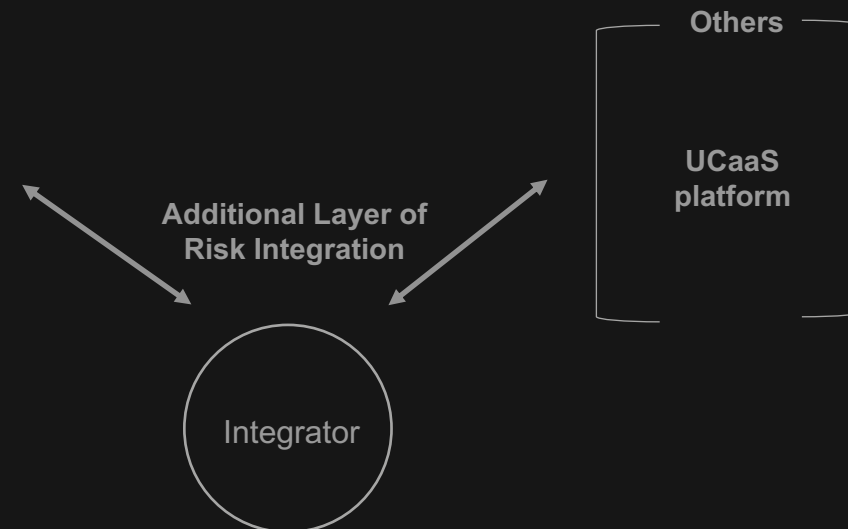 Others
UCaaS
platform
Additional Layer of
Risk Integration
Integrator